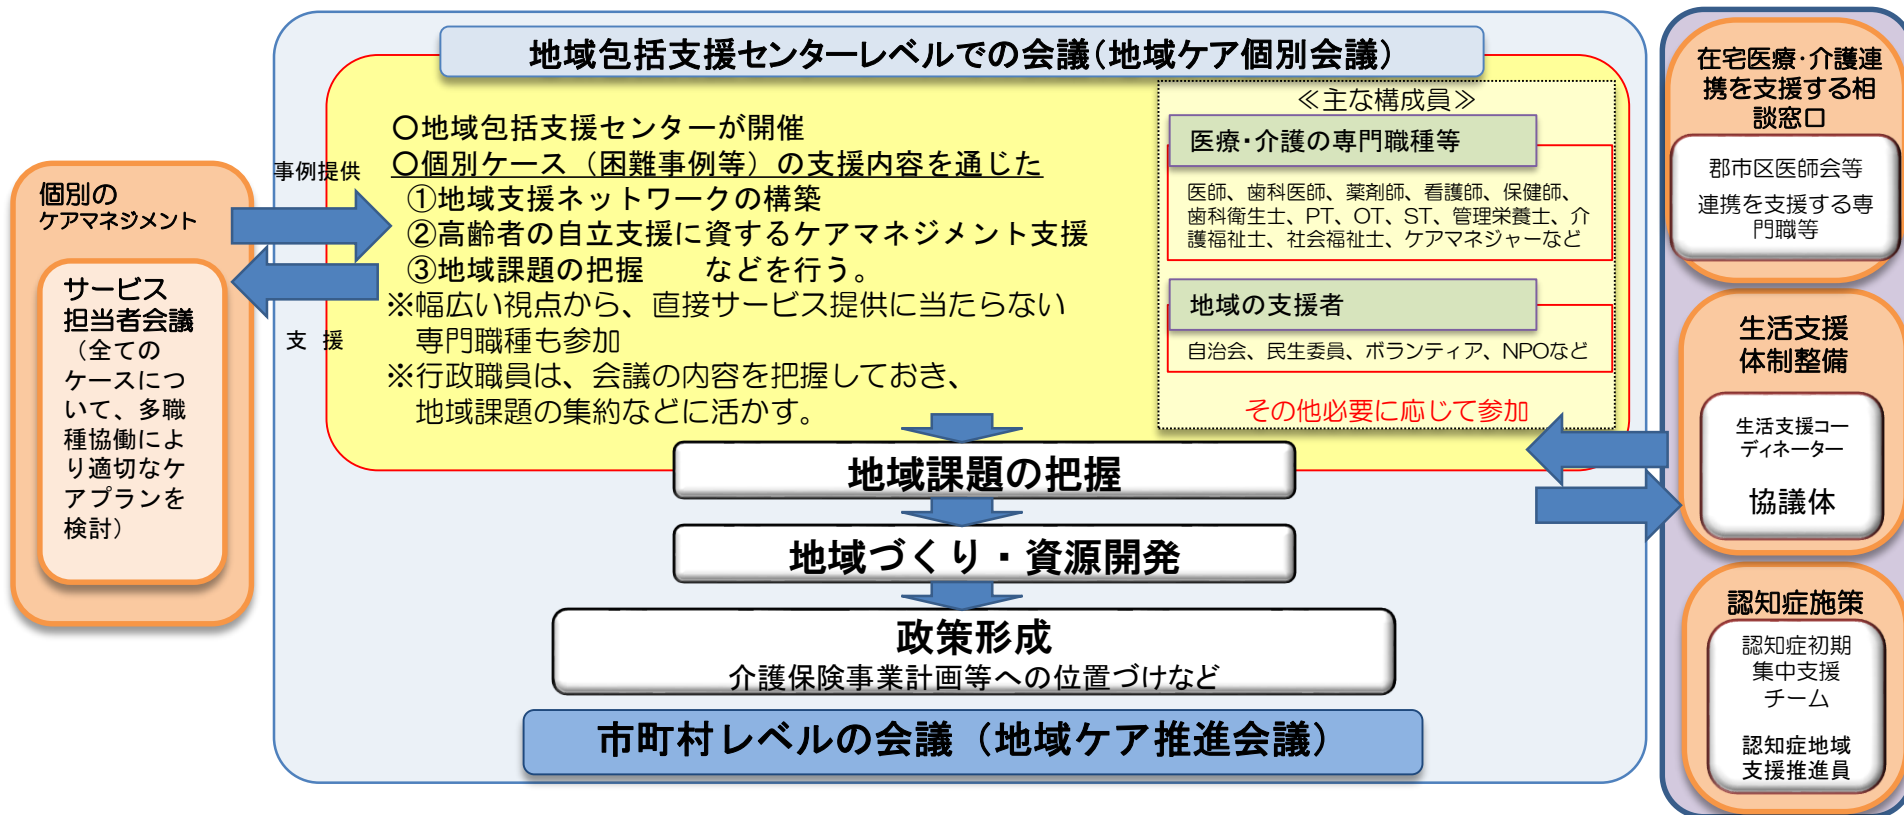 地域包括支援センターレベルでの会議(地域ケア個別会議)
〇地域包括支援センターが開催
〇個別ケース（困難事例等）の支援内容を通じた
①地域支援ネットワークの構築
②高齢者の自立支援に資するケアマネジメント支援
③地域課題の把握　　などを行う。
※幅広い視点から、直接サービス提供に当たらない
専門職種も参加
※行政職員は、会議の内容を把握しておき、
地域課題の集約などに活かす。
≪主な構成員≫
医療・介護の専門職種等
医師、歯科医師、薬剤師、看護師、保健師、
歯科衛生士、PT、OT、ST、管理栄養士、介
護福祉士、社会福祉士、ケアマネジャーなど
地域の支援者
自治会、民生委員、ボランティア、NPOなど
その他必要に応じて参加
事例提供
支　援
個別の
ケアマネジメント
サービス
担当者会議
（全ての
ケースにつ
いて、多職
種協働によ
り適切なケ
アプランを
検討）
地域課題の把握
地域づくり・資源開発
政策形成
介護保険事業計画等への位置づけなど
市町村レベルの会議（地域ケア推進会議）
在宅医療・介護連
携を支援する相
談窓口
郡市区医師会等
連携を支援する専
門職等
生活支援
体制整備
生活支援コー
ディネーター
協議体
認知症施策
認知症初期
集中支援
チーム
認知症地域
支援推進員